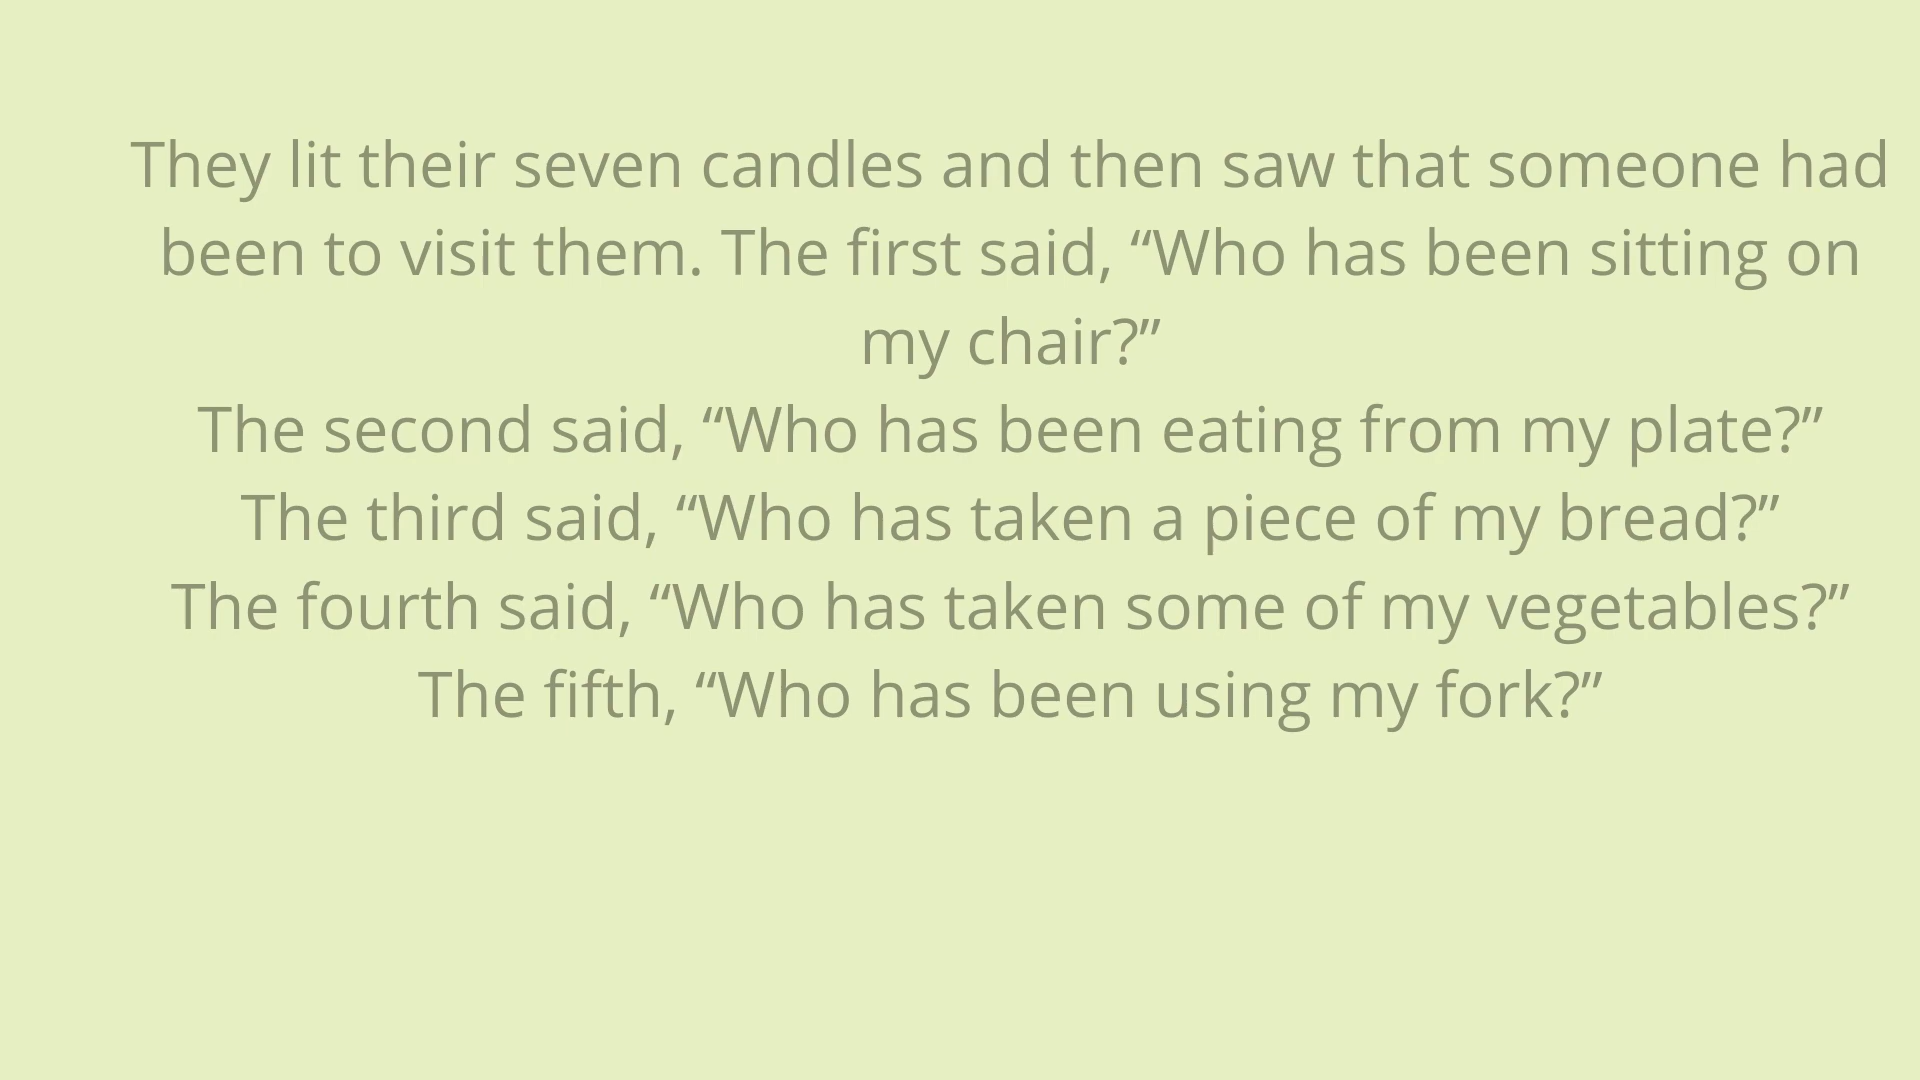 They lit their seven candles and then saw that someone had
been to visit them. The first said, “Who has been sitting on
my chair?”
The second said, “Who has been eating from my plate?”
The third said, “Who has taken a piece of my bread?”
The fourth said, “Who has taken some of my vegetables?”
The fifth, “Who has been using my fork?”